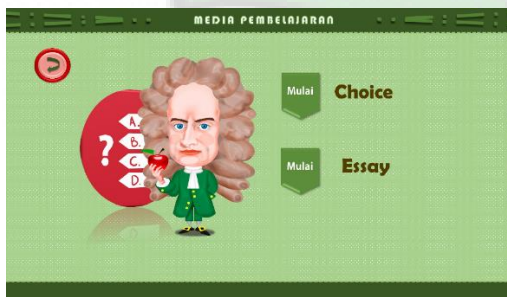 MEDIA PEMBELAJARAN
?
A.
B.
C.
D.
Mulai Choice
Mulai Essay